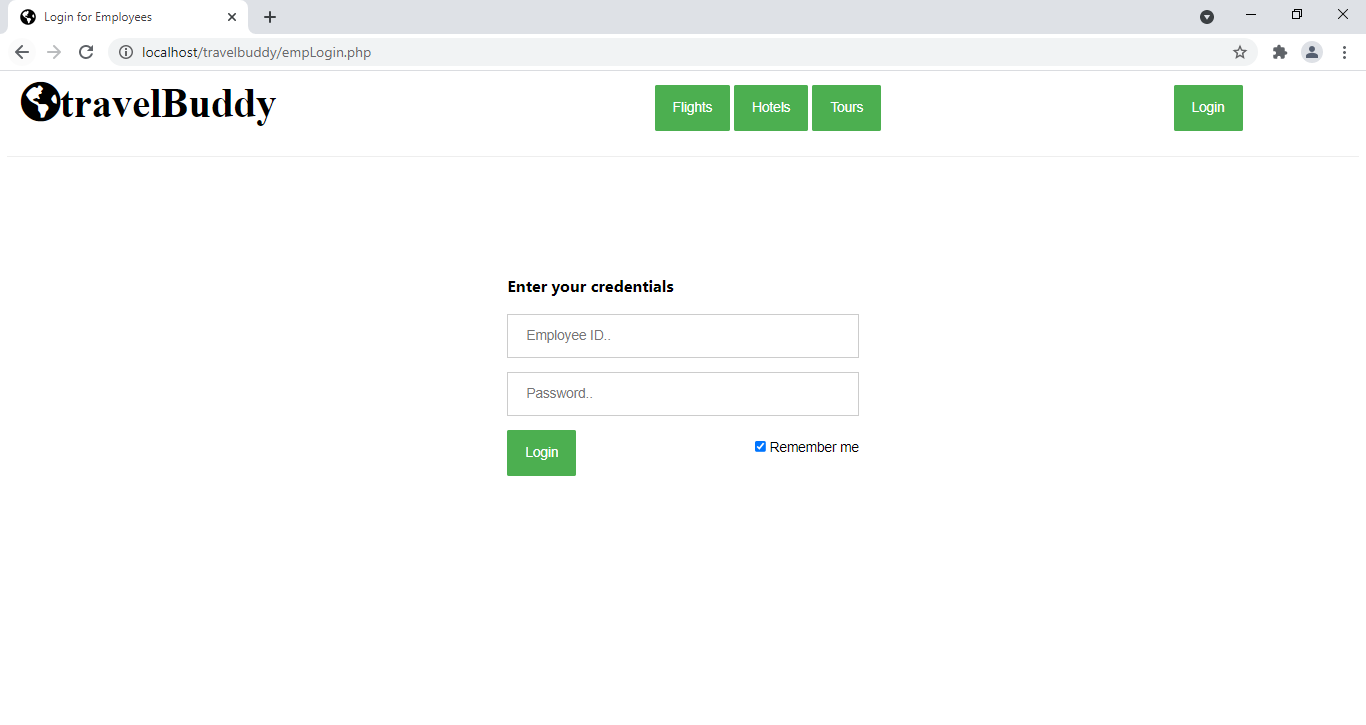 Login for Employees
localhost/travelbuddy/empLogin.php
travelBuddy
Flights Hotels Tours
Login
Enter your credentials
Employee ID..
Password..
Login
Remember me